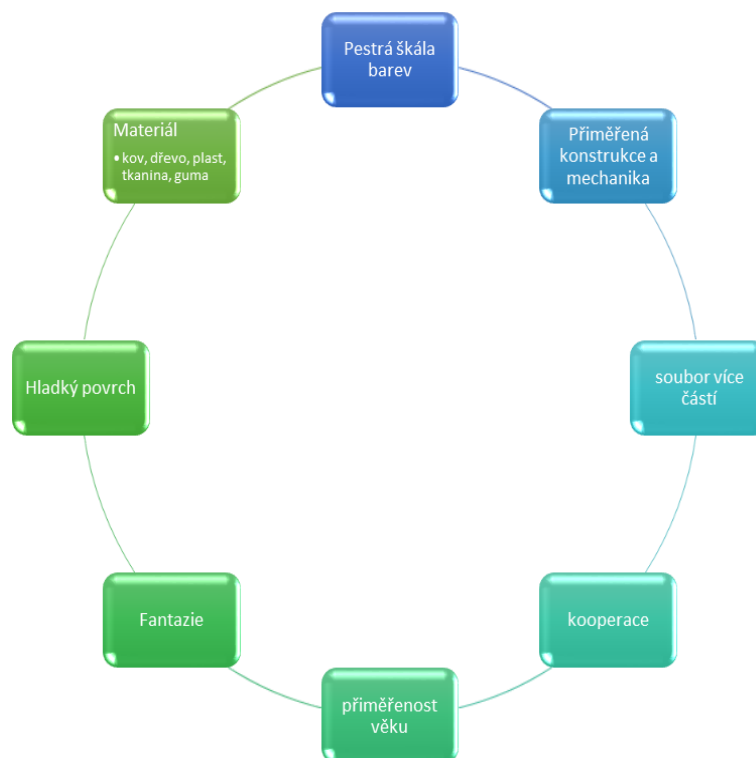 Pestrá škála
barev
Přiměřená
konstrukce a
mechanika
soubor více
částí
kooperace
přiměřenost
věku
Fantazie
Hladký povrch
Materiál
• kov, dřevo, plast,
tkanina, guma